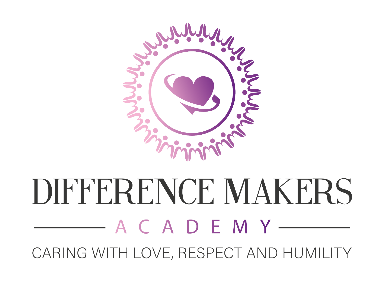 DIFFERENCE MAKERS
ACADEMY
CARING WITH LOVE, RESPECT AND HUMILITY